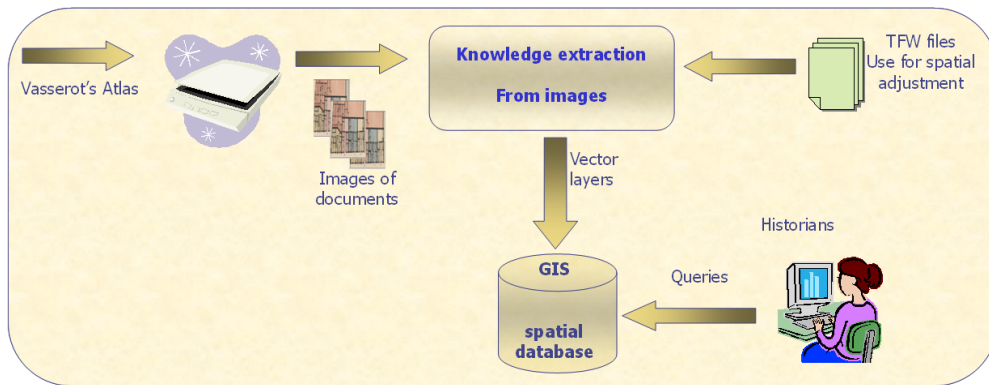 Vasserot's Atlas
Images of
documents
Knowledge extraction
From images
TFW files
Use for spatial
adjustment
Vector
layers
Historians
Queries
GIS
spatial
database